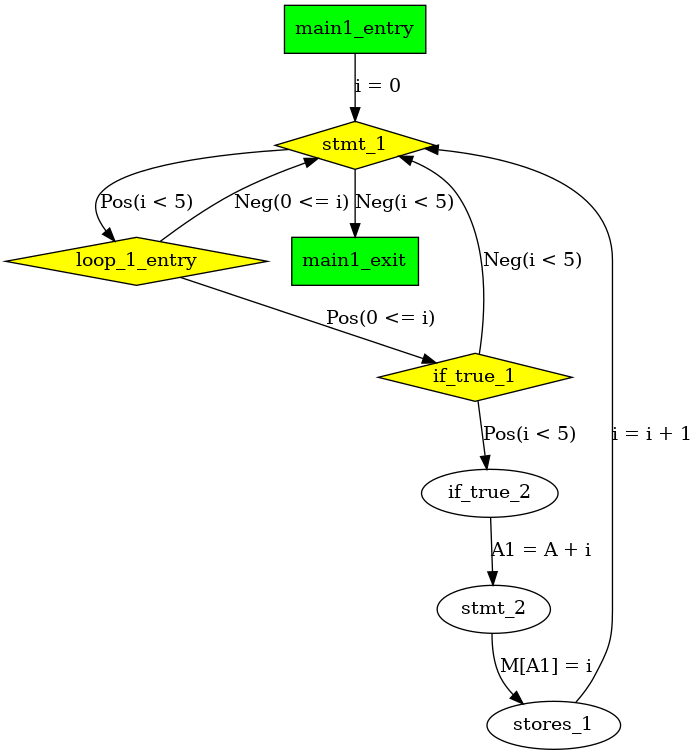 main1_entry
i = 0
stmt_1
Pos(i < 5)
Neg(0 <= i)
Neg(i < 5)
loop_1_entry
main1_exit
Neg(i < 5)
Pos(0 <= i)
if_true_1
Pos(i < 5)
i = i + 1
if_true_2
A1 = A + i
stmt_2
M[A1] = i
stores_1